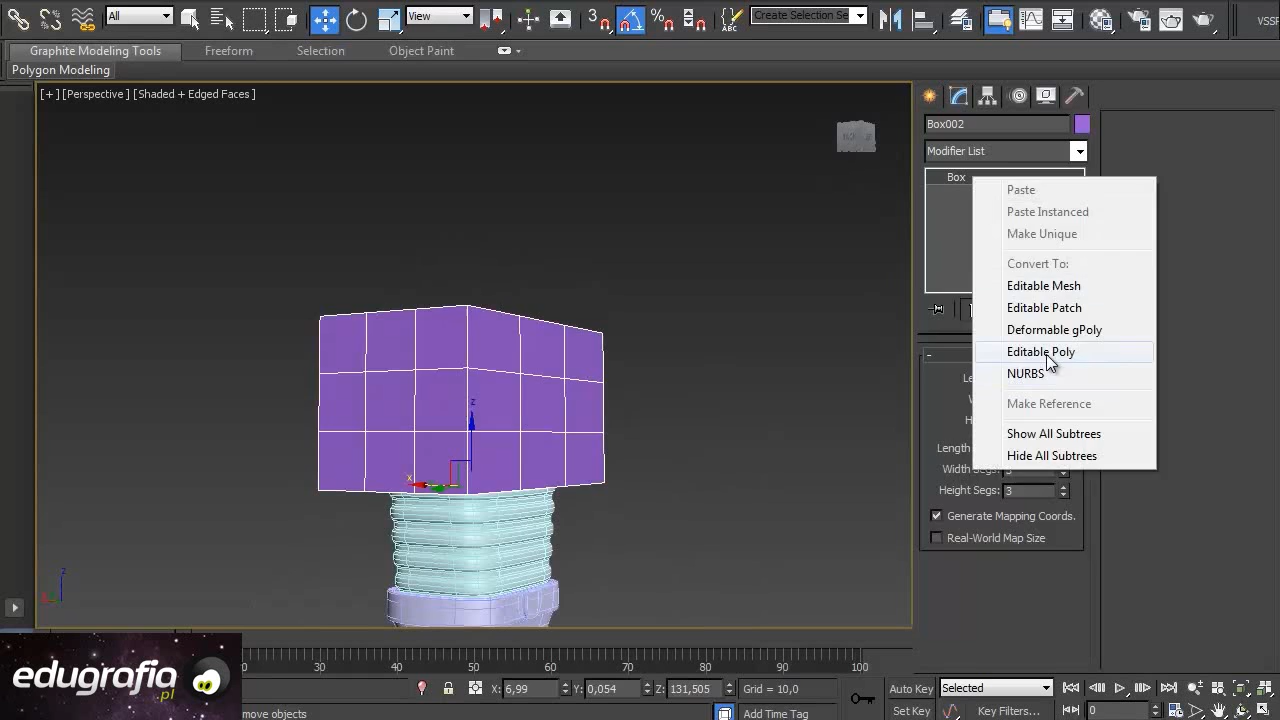 All
View
Create Selection Se
VSSF
Graphite Modeling Tools
Freeform
Selection
Object Paint
Polygon Modeling
[+] [Perspective] [Shaded + Edged Faces]
Box002
Modifier List
Box
Paste
Paste Instanced
Make Unique
Convert To:
Editable Mesh
Editable Patch
Deformable gPoly
Editable Poly
NURBS
Make Reference
Show All Subtrees
Hide All Subtrees
Length
Width Segs:
Height Segs: 3
Generate Mapping Coords.
Real-World Map Size
z
x
z
edugrafia
.pl
30 40 50 60 70 80 90 100
X: 6,99 Y: 0,054 Z: 131,505 Grid = 10,0
Auto Key Selected
move objects
Add Time Tag
Set Key Key Filters... 0